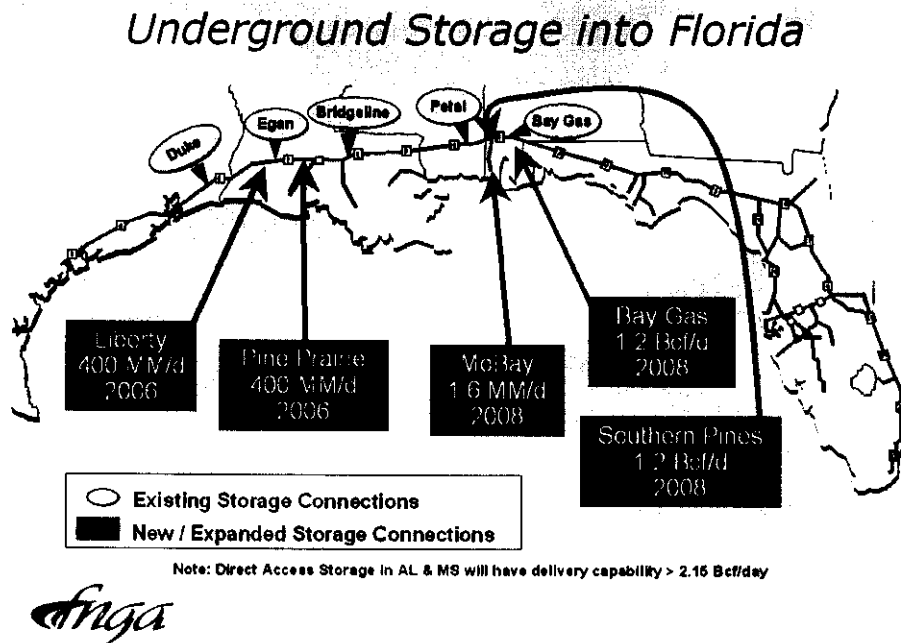 Underground Storage into Florida
Duke
Egan
Bridgeline
Petal
Bay Gas
Liberty
400 MM/d
2006
Pine Prairie
400 MM/d
2006
McBay
1.6 MM/d
2008
Bay Gas
1.2 Bcf/d
2008
Southern Pines
1.2 Bcf/d
2008
Existing Storage Connections
New / Expanded Storage Connections
Note: Direct Access Storage in AL & MS will have delivery capability > 2.15 Bcf/day
fnga